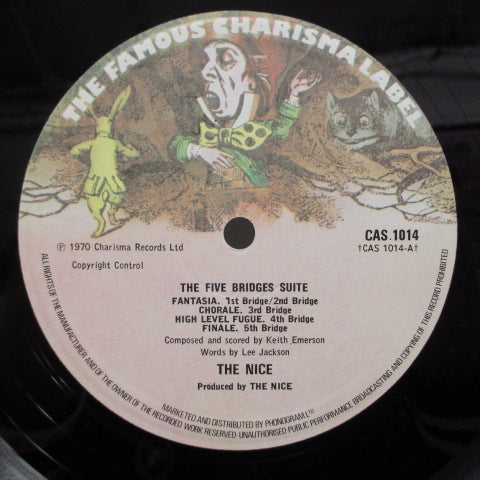 THE FAMOUS CHARISMA LABEL
CAS.1014
†CAS 1014-A†
℗ 1970 Charisma Records Ltd
Copyright Control
THE FIVE BRIDGES SUITE
FANTASIA. 1st Bridge/2nd Bridge
CHORALE. 3rd Bridge
HIGH LEVEL FUGUE. 4th Bridge
FINALE. 5th Bridge
Composed and scored by Keith Emerson
Words by Lee Jackson
THE NICE
Produced by THE NICE
MARKETED AND DISTRIBUTED BY PHONOGRAM LTD
ALL RIGHTS OF THE MANUFACTURER AND OF THE OWNER OF THE RECORDED WORK RESERVED·UNAUTHORISED PUBLIC PERFORMANCE BROADCASTING AND COPYING OF THIS RECORD PROHIBITED